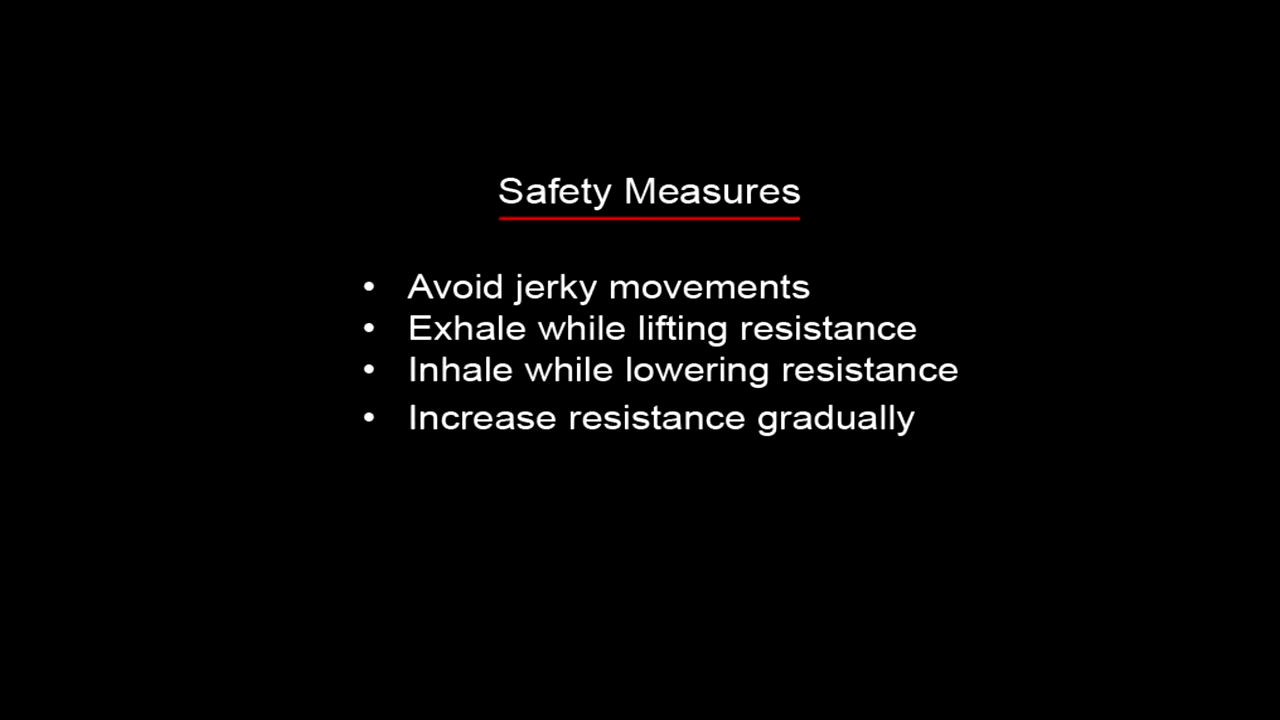 Safety Measures
• Avoid jerky movements
• Exhale while lifting resistance
• Inhale while lowering resistance
• Increase resistance gradually